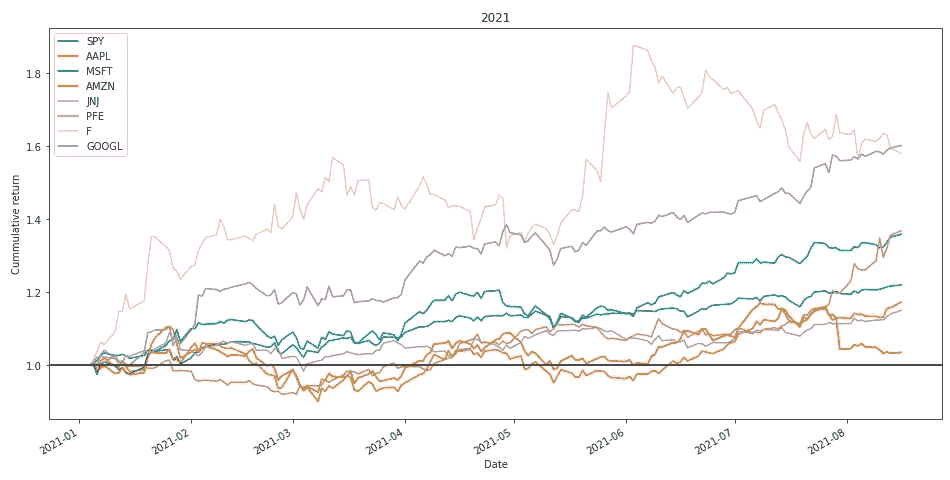 2021
SPY
AAPL
MSFT
AMZN
JNJ
PFE
F
GOOGL
Cummulative return
1.8
1.6
1.4
1.2
1.0
2021-01
2021-02
2021-03
2021-04
2021-05
2021-06
2021-07
2021-08
Date